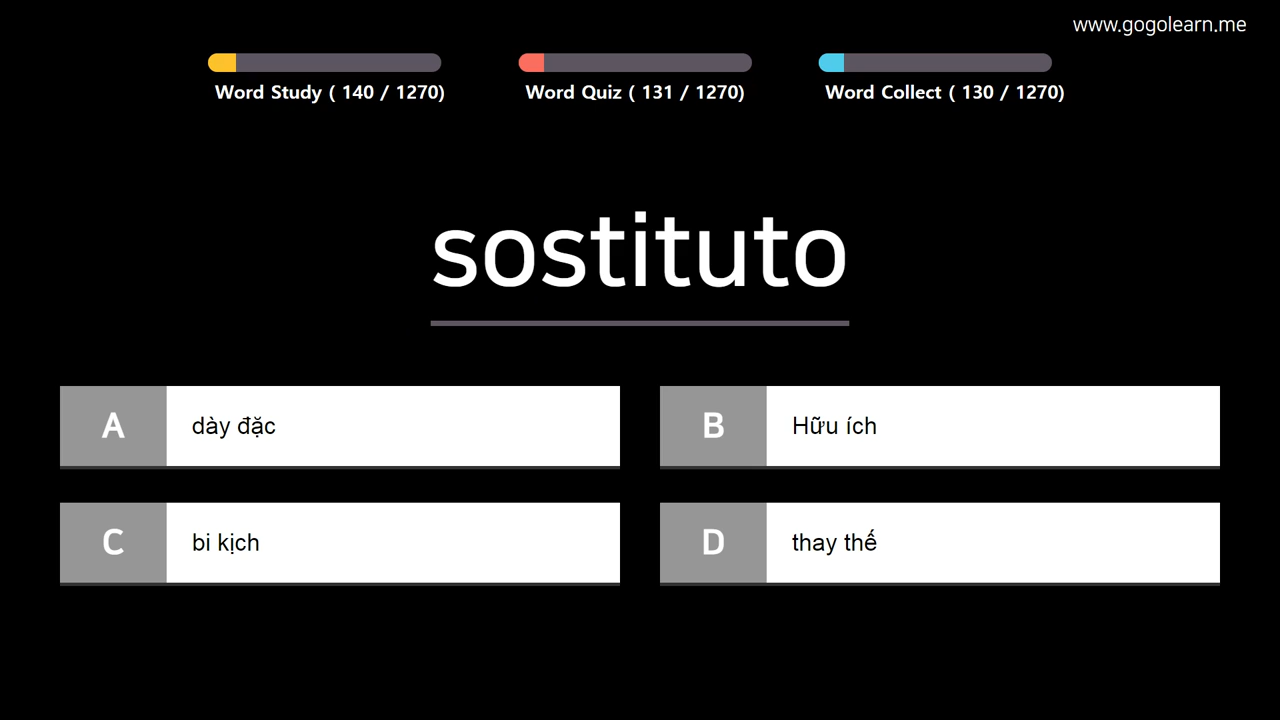 www.gogolearn.me
Word Study ( 140 / 1270)
Word Quiz ( 131 / 1270)
Word Collect ( 130 / 1270)
sostituto
A dày đặc
B Hữu ích
C bi kịch
D thay thế